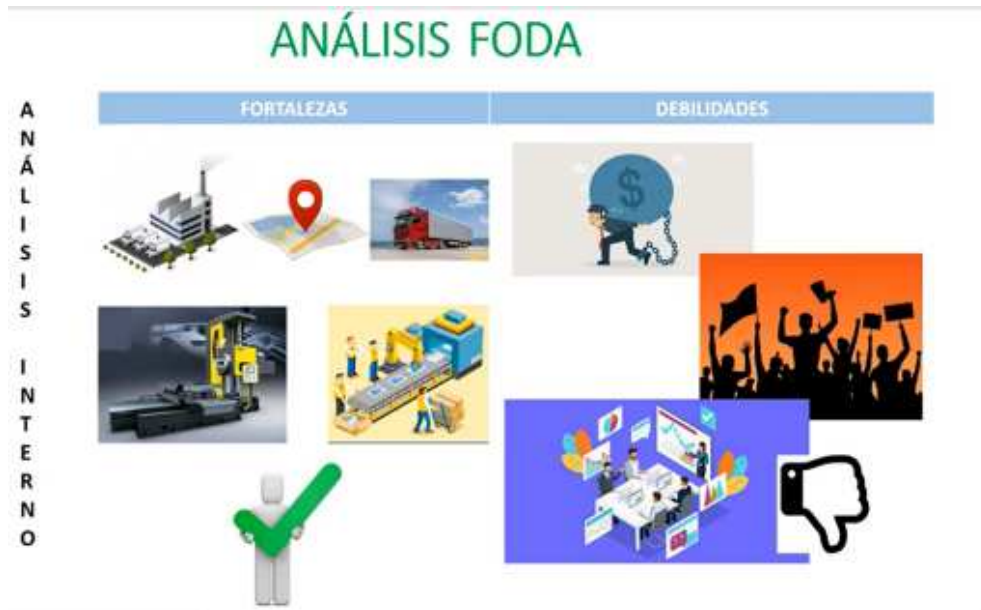 ANÁLISIS FODA
ANÁLISIS INTERNO
FORTALEZAS
DEBILIDADES
$